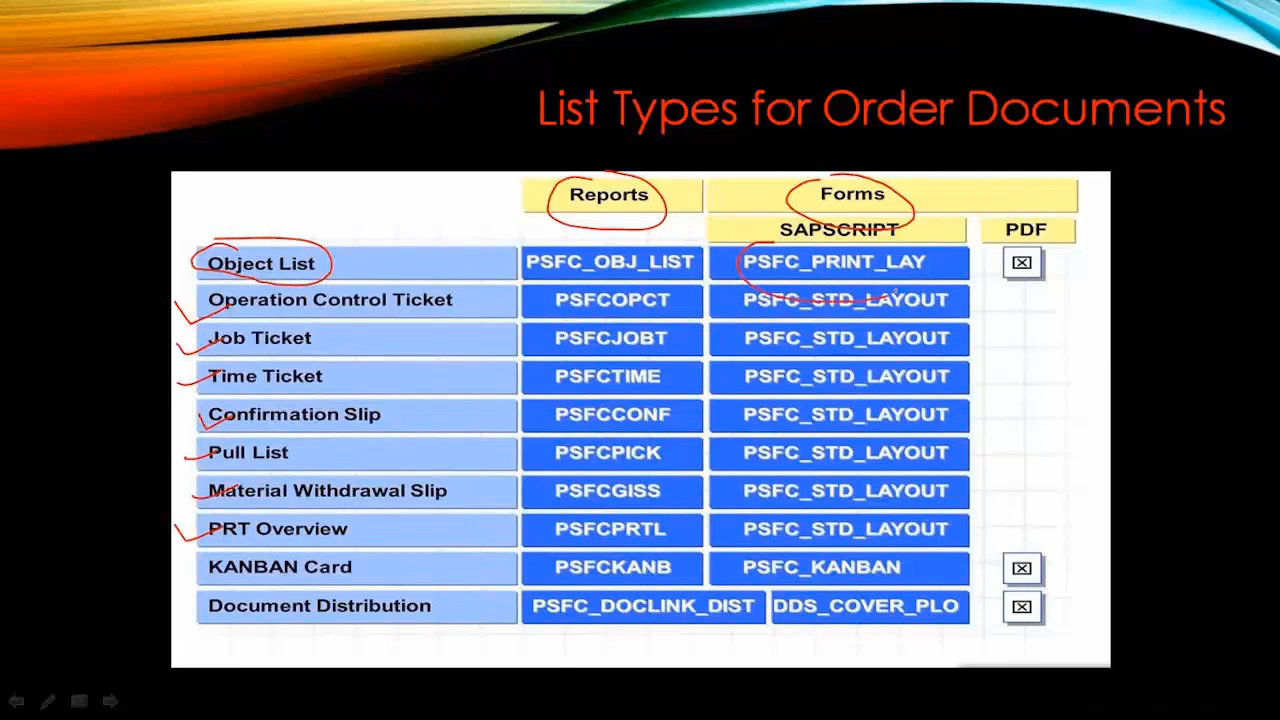 List Types for Order Documents
Reports Forms
SAPSCRIPT PDF
Object List PSFC_OBJ_LIST PSFC_PRINT_LAY
Operation Control Ticket PSFCOPCT PSFC_STD_LAYOUT
Job Ticket PSFCJOBT PSFC_STD_LAYOUT
Time Ticket PSFCTIME PSFC_STD_LAYOUT
Confirmation Slip PSFCCONF PSFC_STD_LAYOUT
Pull List PSFCPICK PSFC_STD_LAYOUT
Material Withdrawal Slip PSFCGISS PSFC_STD_LAYOUT
PRT Overview PSFCPRTL PSFC_STD_LAYOUT
KANBAN Card PSFCKANB PSFC_KANBAN
Document Distribution PSFC_DOCLINK_DIST DDS_COVER_PLO